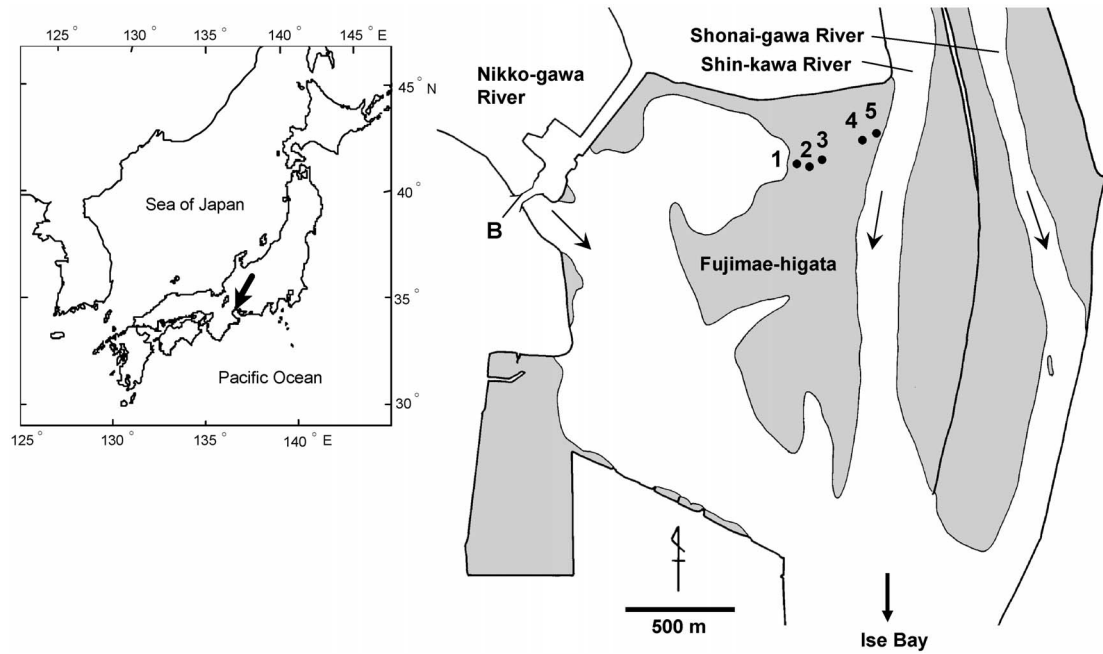 125 ° 130 ° 135 ° 140 ° 145 ° E
45 ° N
40 °
35 °
30 °
125 ° 130 ° 135 ° 140 ° E
Sea of Japan
Pacific Ocean
Shonai-gawa River
Shin-kawa River
Nikko-gawa
River
1 2 3 4 5
B
Fujimae-higata
500 m
Ise Bay